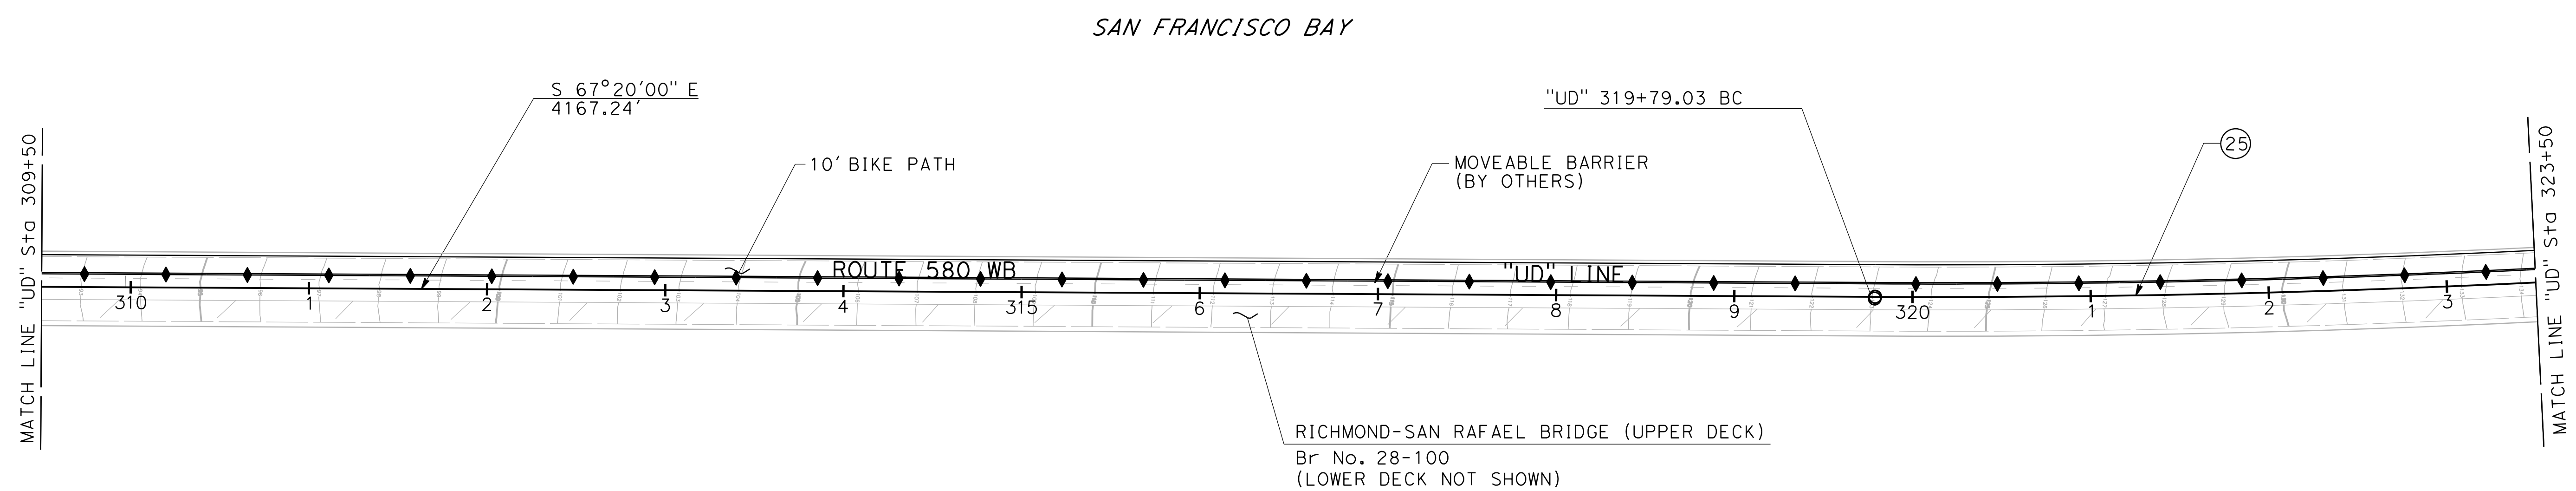 SAN FRANCISCO BAY
S 67°20'00" E
4167.24'
"UD" 319+79.03 BC
10' BIKE PATH
MOVEABLE BARRIER
(BY OTHERS)
25
MATCH LINE "UD" Sta 309+50
MATCH LINE "UD" Sta 323+50
ROUTE 580 WB
"UD" LINE
310 1 2 3 4 315 6 7 8 9 320 1 2 3
RICHMOND-SAN RAFAEL BRIDGE (UPPER DECK)
Br No. 28-100
(LOWER DECK NOT SHOWN)